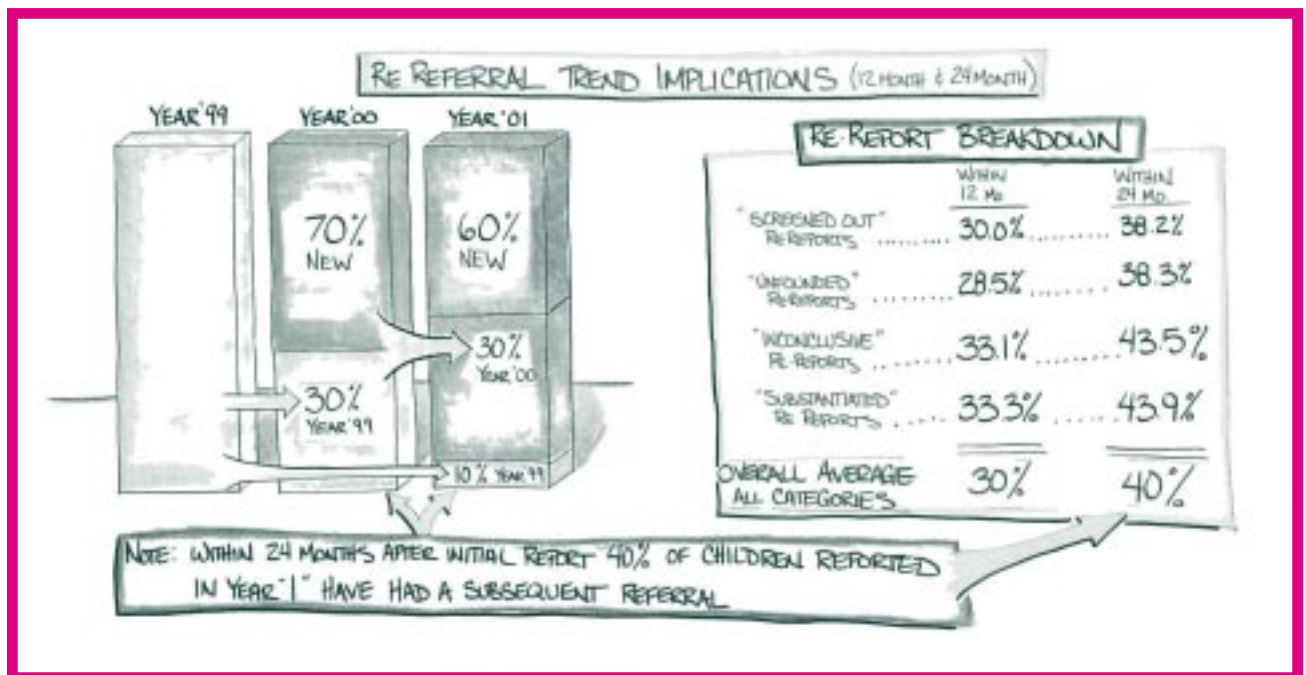 RE REFERRAL TREND IMPLICATIONS (12 MONTH & 24 MONTH)
YEAR '99
YEAR '00
YEAR '01
70%
NEW
60%
NEW
30%
YEAR '00
30%
YEAR '99
10% YEAR '99
RE-REPORT BREAKDOWN
WITHIN
12 MO
WITHIN
24 MO.
"SCREENED OUT"
RE-REPORTS ......... 30.0% ........ 38.2%
"UNFOUNDED"
RE-REPORTS ........ 28.5% ........ 38.3%
"INCONCLUSIVE"
RE-REPORTS ...... 33.1% ...... 43.5%
"SUBSTANTIATED"
RE REPORTS ...... 33.3% ..... 43.9%
OVERALL AVERAGE
ALL CATEGORIES 30% 40%
NOTE: WITHIN 24 MONTHS AFTER INITIAL REPORT 40% OF CHILDREN REPORTED
IN YEAR "1" HAVE HAD A SUBSEQUENT REFERRAL